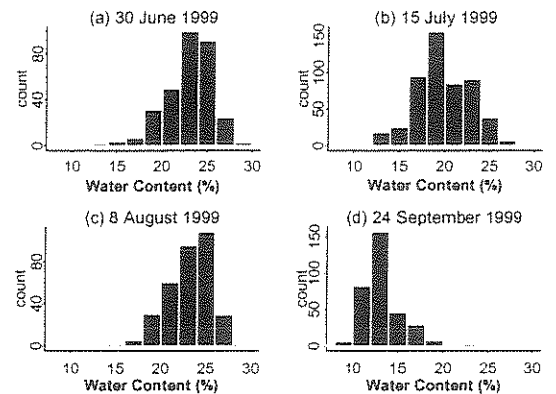 (a) 30 June 1999
(b) 15 July 1999
count
0 40 80
10 15 20 25 30
Water Content (%)
count
0 50 100 150
10 15 20 25 30
Water Content (%)
(c) 8 August 1999
(d) 24 September 1999
count
0 40 80
10 15 20 25 30
Water Content (%)
count
0 50 100 150
10 15 20 25 30
Water Content (%)